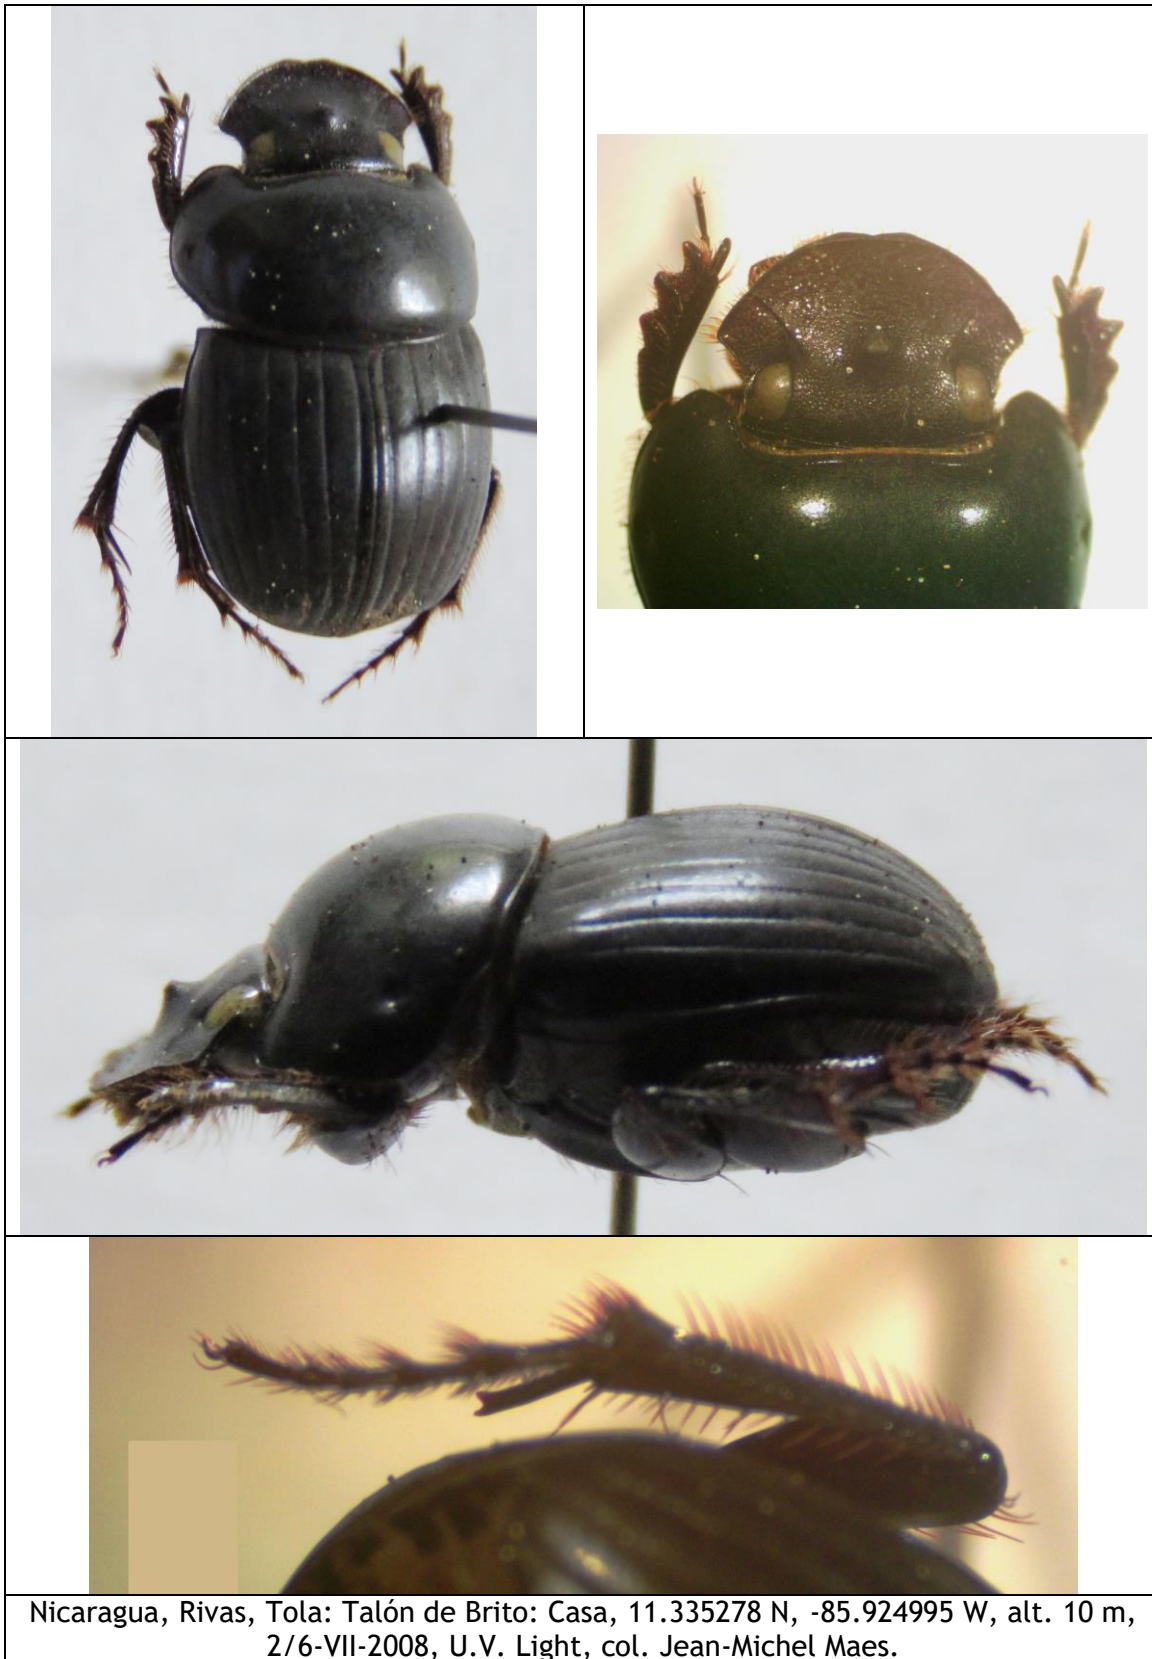 Nicaragua, Rivas, Tola: Talón de Brito: Casa, 11.335278 N, -85.924995 W, alt. 10 m,
2/6-VII-2008, U.V. Light, col. Jean-Michel Maes.